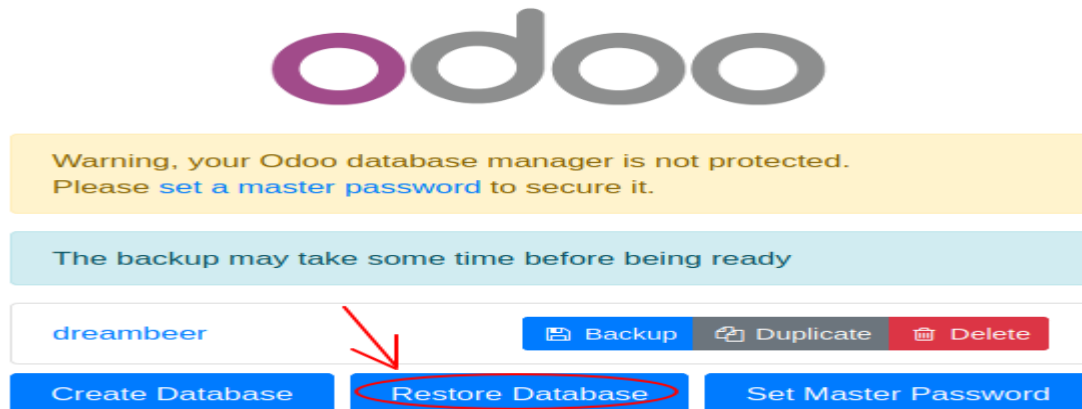 odoo
Warning, your Odoo database manager is not protected.
Please set a master password to secure it.
The backup may take some time before being ready
dreambeer Backup Duplicate Delete
Create Database Restore Database Set Master Password